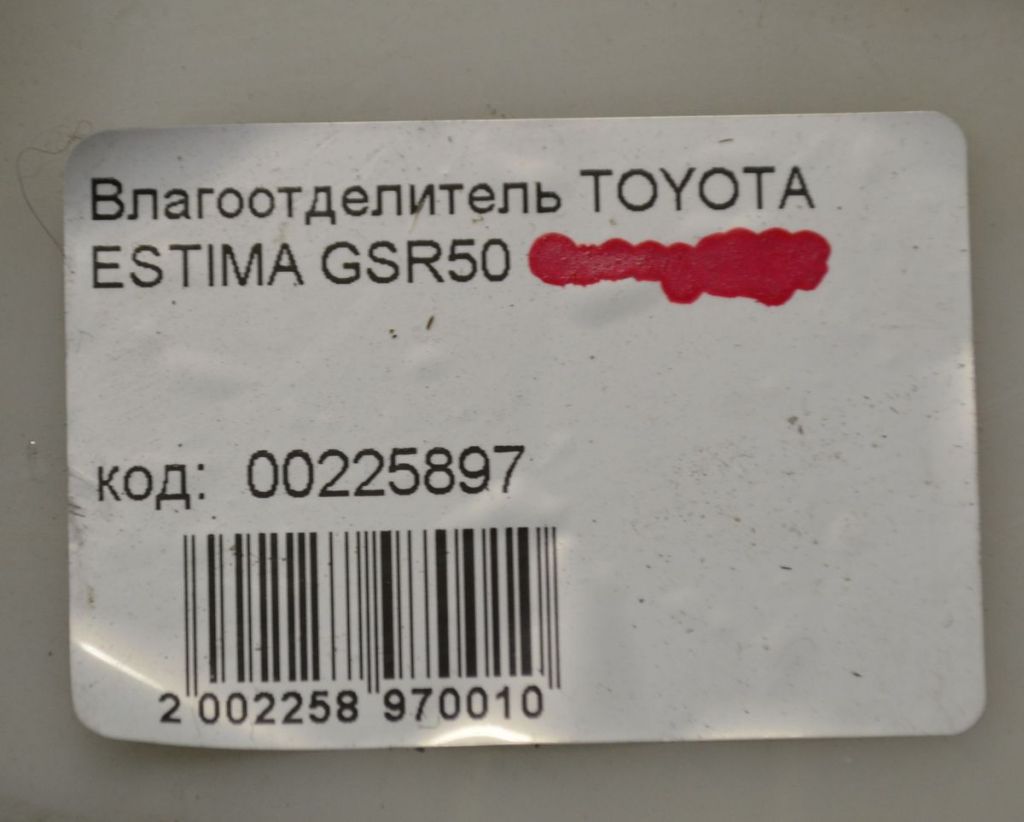 Влагоотделитель TOYOTA
ESTIMA GSR50
код: 00225897
2 002258 970010